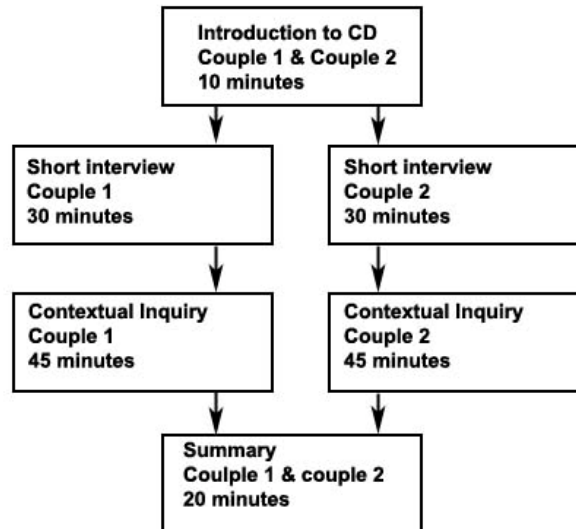 Introduction to CD
Couple 1 & Couple 2
10 minutes
Short interview
Couple 1
30 minutes
Short interview
Couple 2
30 minutes
Contextual Inquiry
Couple 1
45 minutes
Contextual Inquiry
Couple 2
45 minutes
Summary
Coulple 1 & couple 2
20 minutes